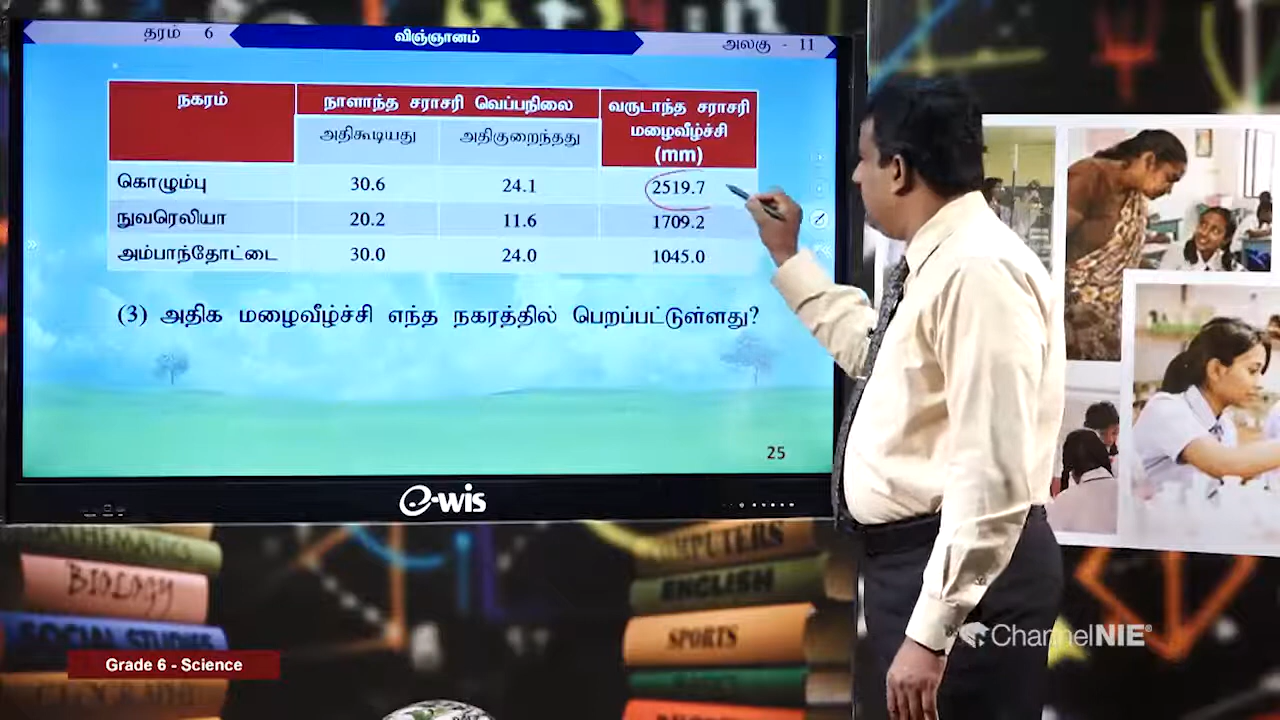 தரம் 6
விஞ்ஞானம்
அலகு - 11
நகரம் நாளாந்த சராசரி வெப்பநிலை வருடாந்த சராசரி மழைவீழ்ச்சி (mm)
அதிகூடியது அதிகுறைந்தது
கொழும்பு 30.6 24.1 2519.7
நுவரெலியா 20.2 11.6 1709.2
அம்பாந்தோட்டை 30.0 24.0 1045.0
(3) அதிக மழைவீழ்ச்சி எந்த நகரத்தில் பெறப்பட்டுள்ளது?
25
e-wis
MATHEMATICS
BIOLOGY
SOCIAL STUDIES
GEOGRAPHY
COMPUTERS
ENGLISH
SPORTS
Grade 6 - Science
ChannelNIE®